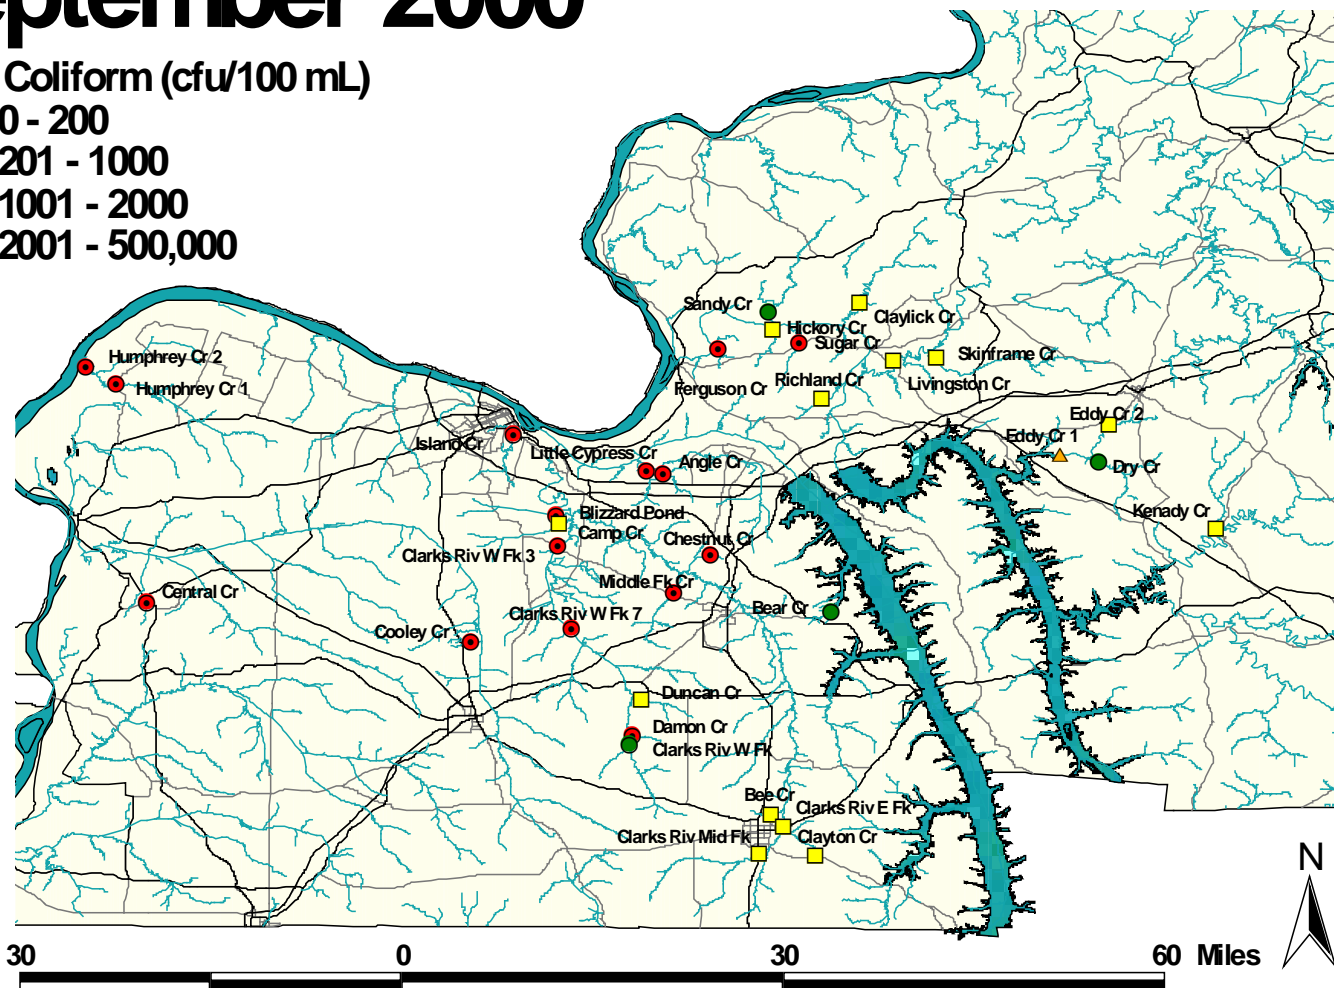 eptember 2000
Coliform (cfu/100 mL)
0 - 200
201 - 1000
1001 - 2000
2001 - 500,000
Sandy Cr
Claylick Cr
Hickory Cr
Sugar Cr
Skinframe Cr
Humphrey Cr 2
Humphrey Cr 1
Ferguson Cr
Richland Cr
Livingston Cr
Eddy Cr 2
Eddy Cr 1
Island Cr
Little Cypress Cr
Angle Cr
Dry Cr
Kenady Cr
Blizzard Pond
Camp Cr
Chestnut Cr
Clarks Riv W Fk 3
Middle Fk Cr
Central Cr
Bear Cr
Clarks Riv W Fk 7
Cooley Cr
Duncan Cr
Damon Cr
Clarks Riv W Fk
Bee Cr
Clarks Riv E Fk
Clarks Riv Mid Fk
Clayton Cr
N
30 0 30 60 Miles